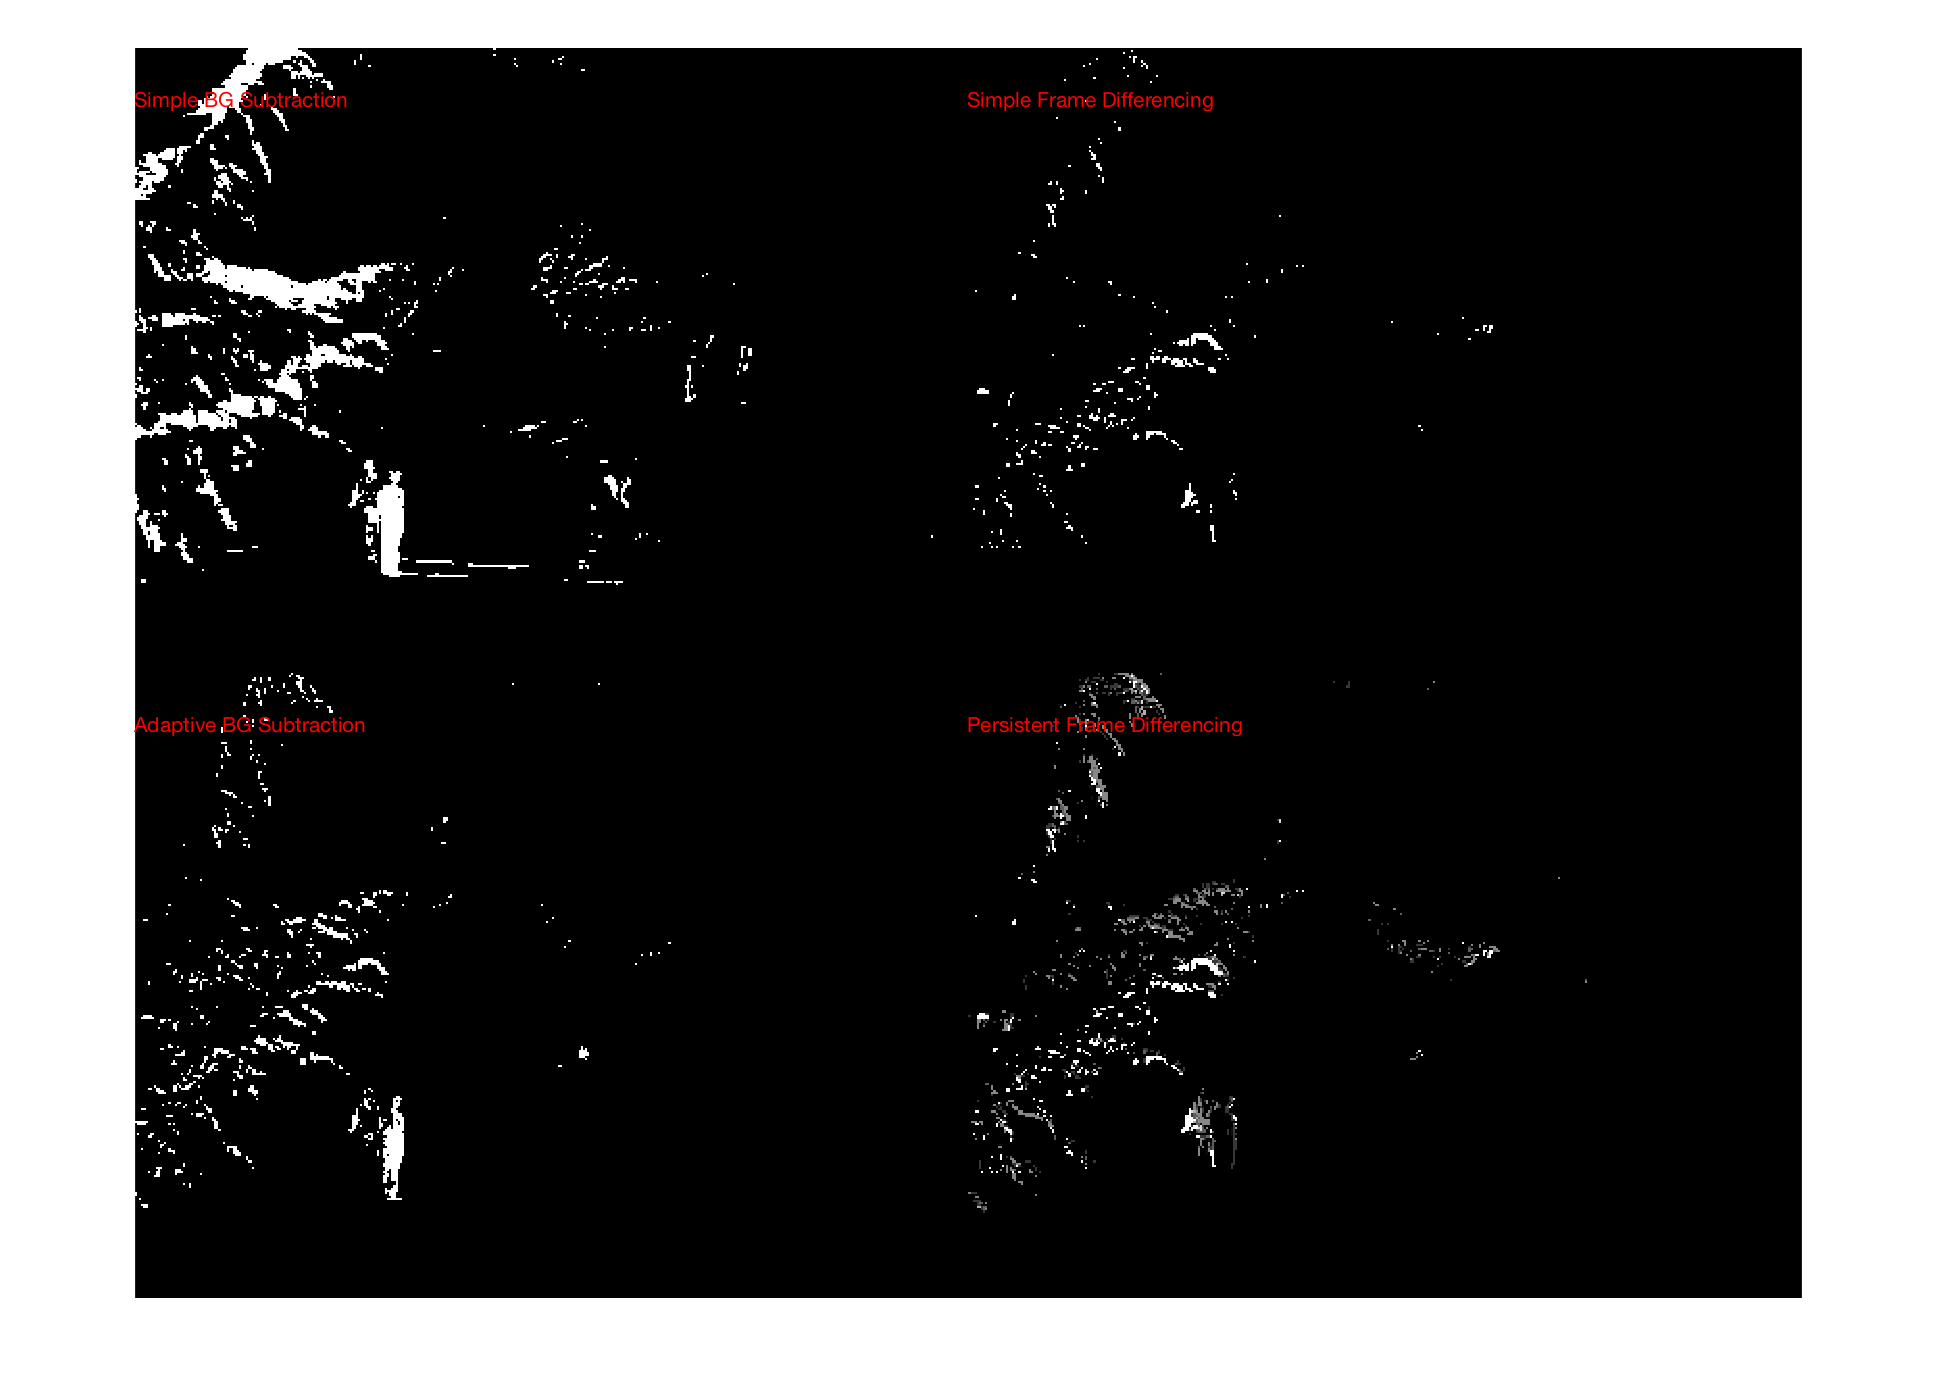 Simple BG Subtraction
Simple Frame Differencing
Adaptive BG Subtraction
Persistent Frame Differencing